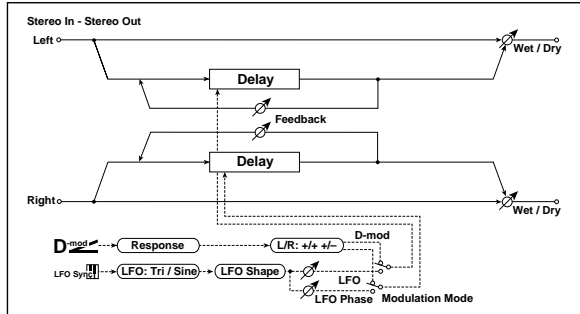 Stereo In - Stereo Out
Left
Wet / Dry
Delay
Feedback
Delay
Right
Wet / Dry
D-mod
Response
L/R: +/+ +/–
D-mod
LFO Sync
LFO: Tri / Sine
LFO Shape
LFO
LFO Phase
Modulation Mode